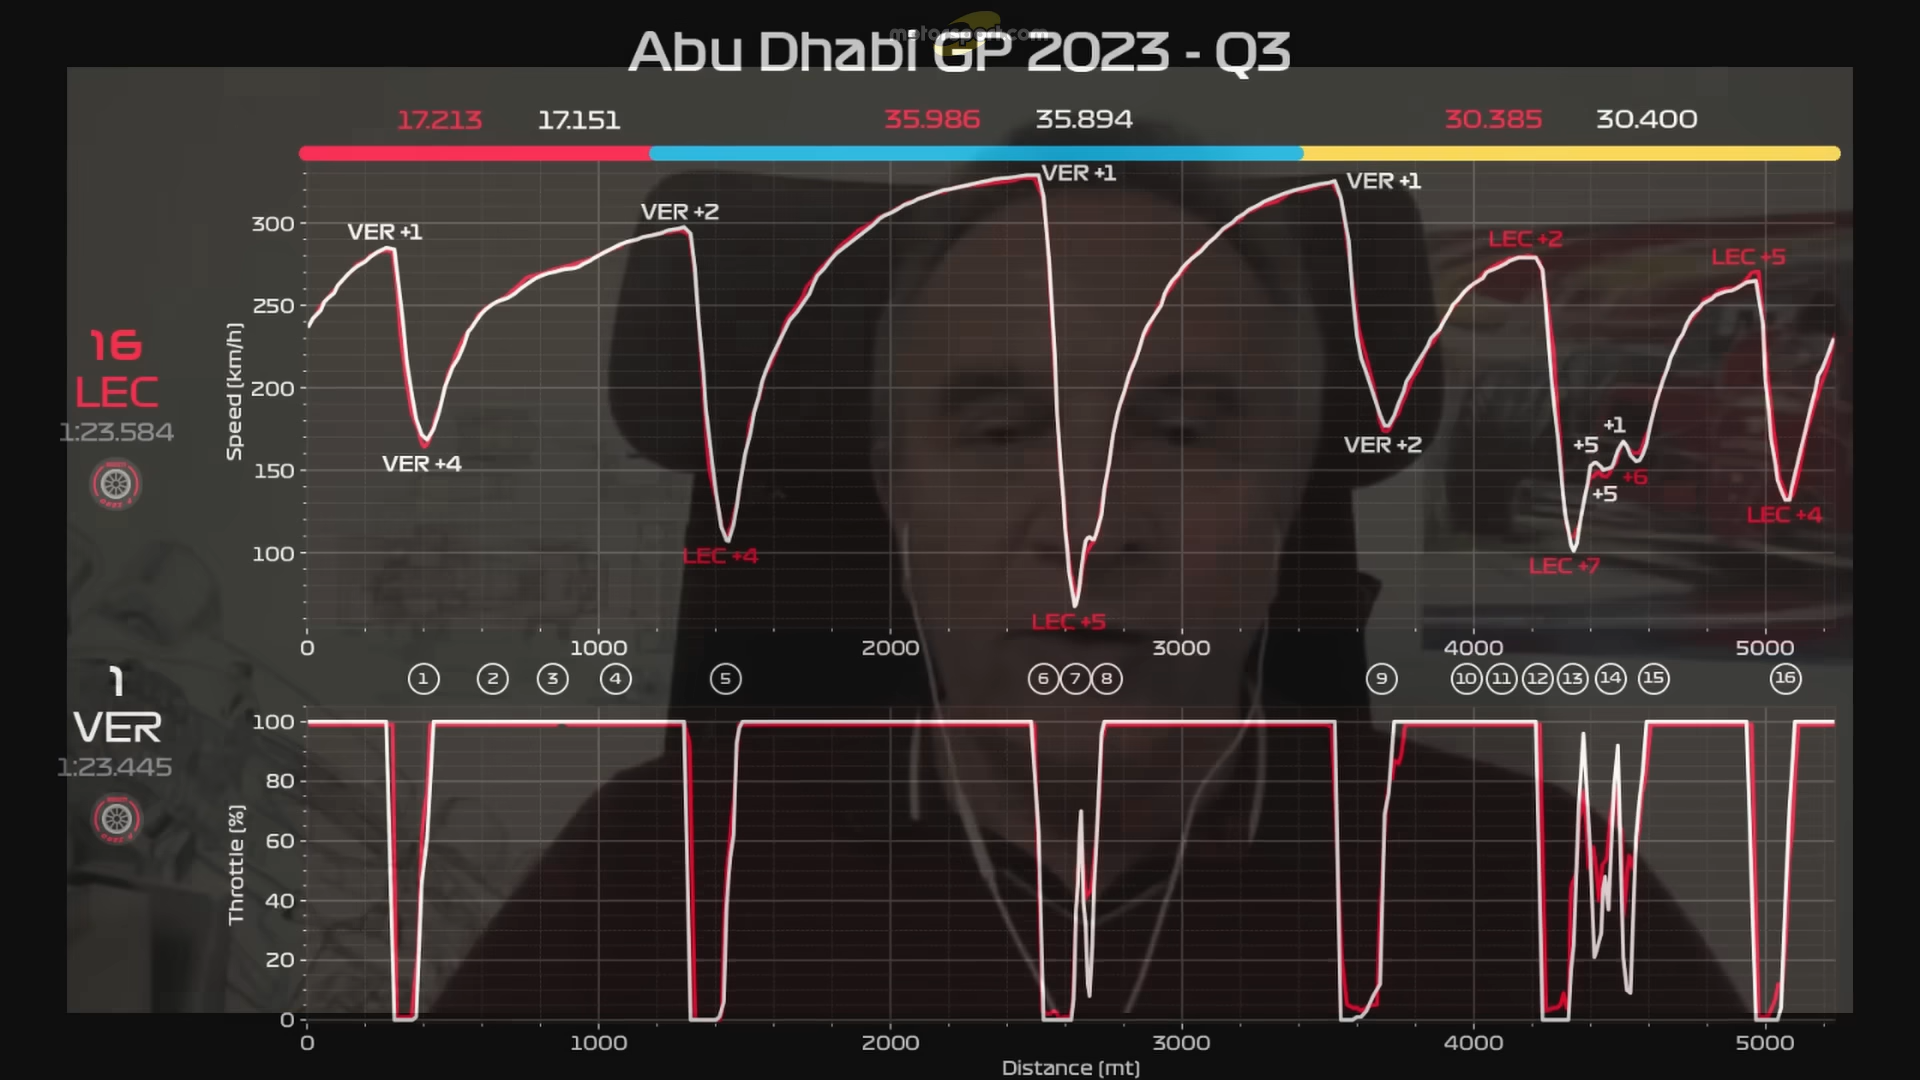 motorsport.com
Abu Dhabi GP 2023 - Q3
17.213 17.151 35.986 35.894 30.385 30.400
VER +1
VER +1
VER +2
VER +1
LEC +2
LEC +5
300
250
200
150
100
Speed (km/h)
16
LEC
1:23.584
VER +4
LEC +4
LEC +5
VER +2
+1
+5
+6
+5
LEC +4
LEC +7
0 1000 2000 3000 4000 5000
1 2 3 4 5 6 7 8 9 10 11 12 13 14 15 16
1
VER
1:23.445
100
80
60
40
20
0
Throttle (%)
0 1000 2000 3000 4000 5000
Distance (mt)